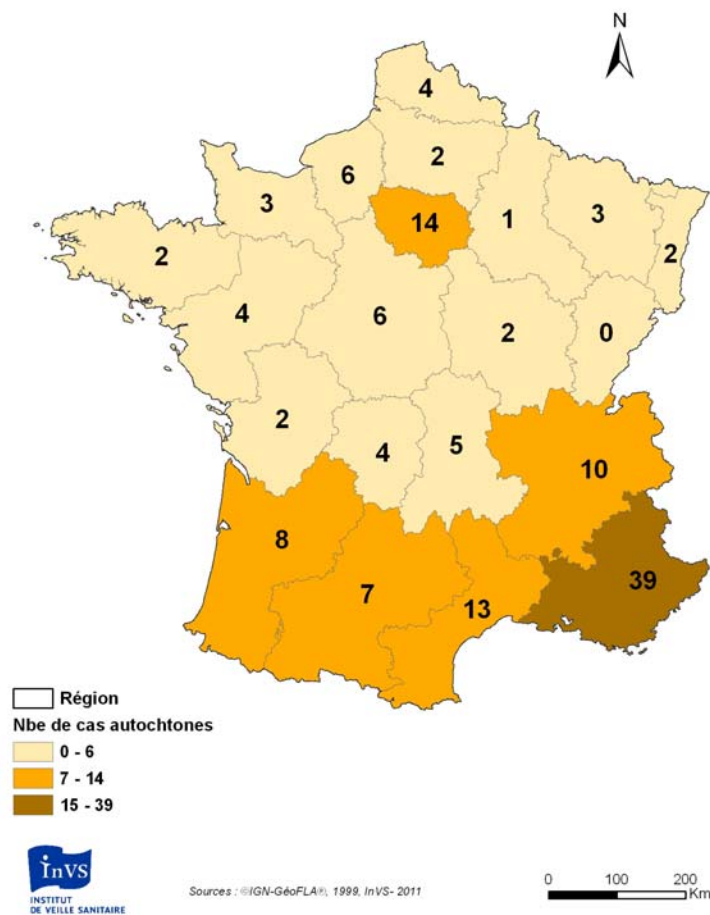 N
4
2
6
3
14
1
3
2
2
4
6
2
0
2
4
5
10
8
7
13
39
Région
Nbe de cas autochtones
0 - 6
7 - 14
15 - 39
InVS
INSTITUT
DE VEILLE SANITAIRE
Sources : ©IGN-GéoFLA®, 1999, InVS- 2011
0 100 200
Km